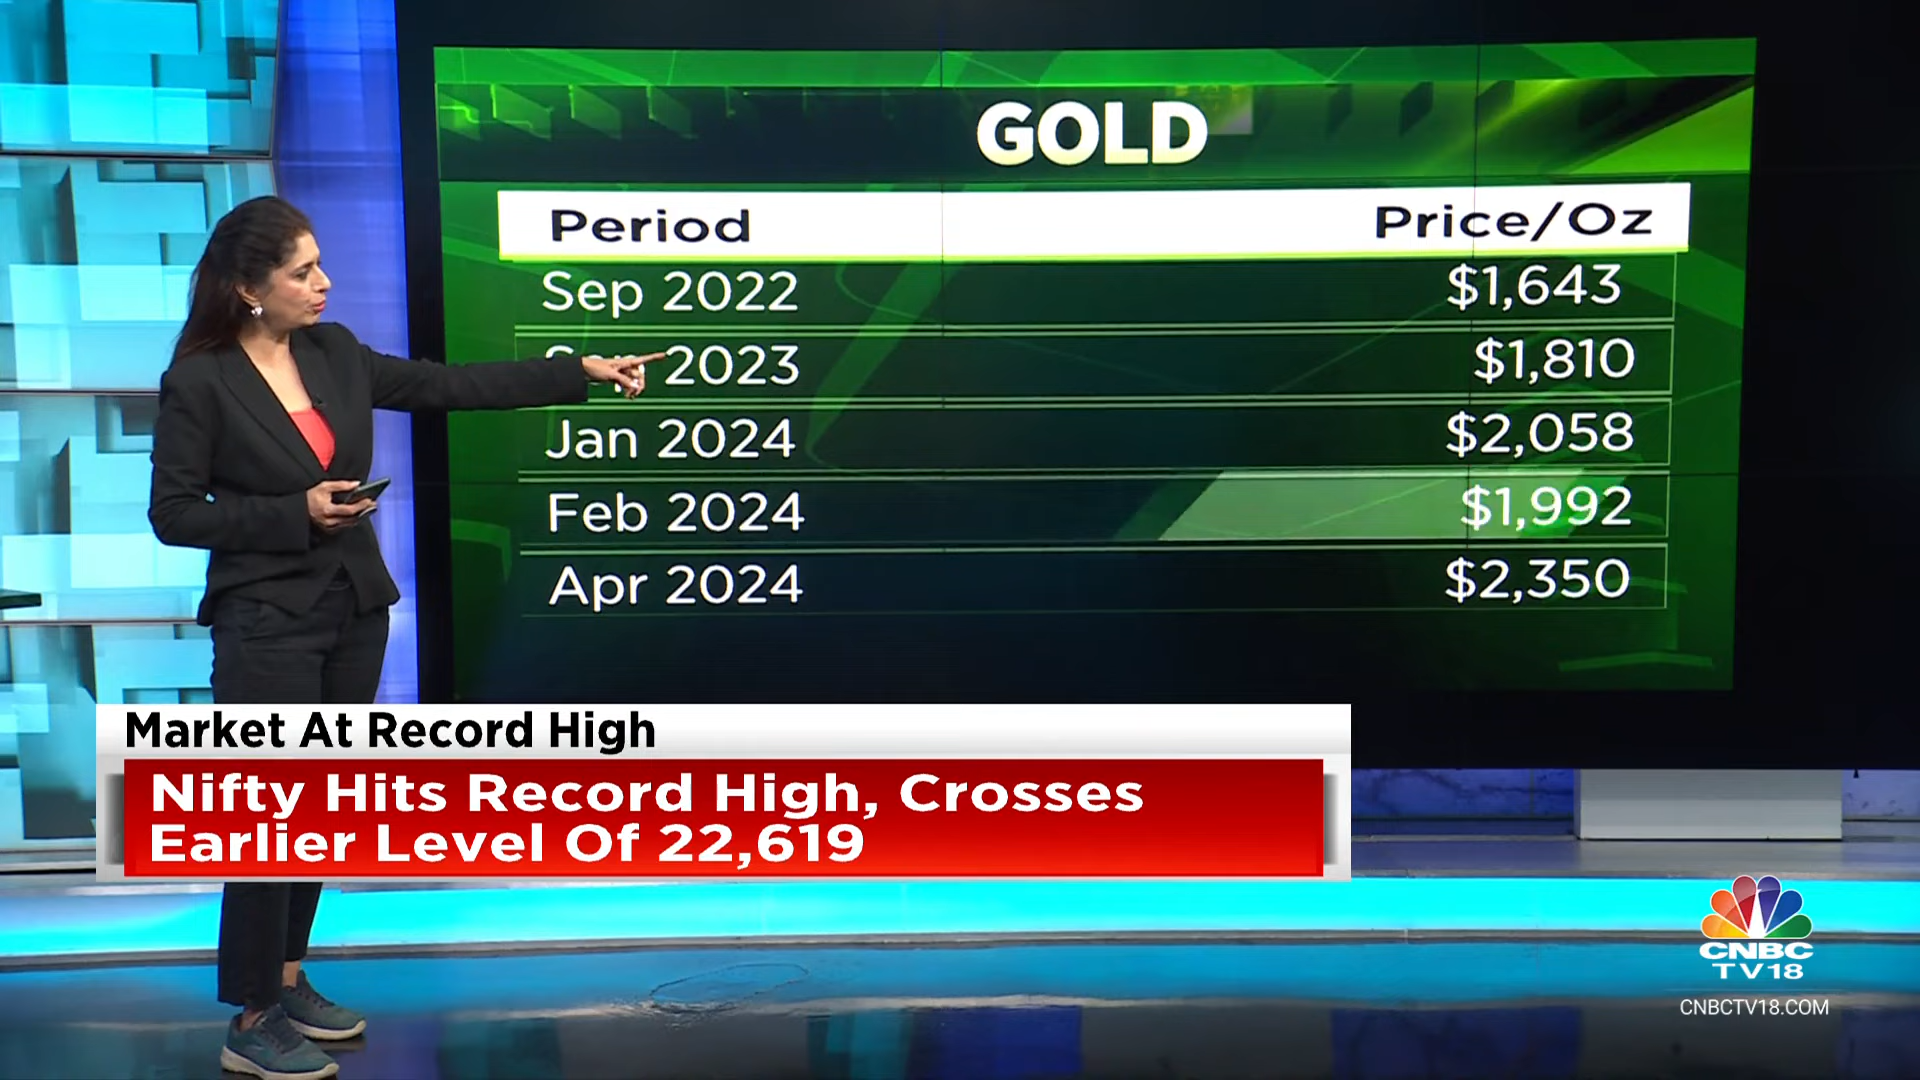 GOLD
Period Price/Oz
Sep 2022 $1,643
2023 $1,810
Jan 2024 $2,058
Feb 2024 $1,992
Apr 2024 $2,350
Market At Record High
Nifty Hits Record High, Crosses
Earlier Level Of 22,619
CNBC
TV18
CNBCTV18.COM